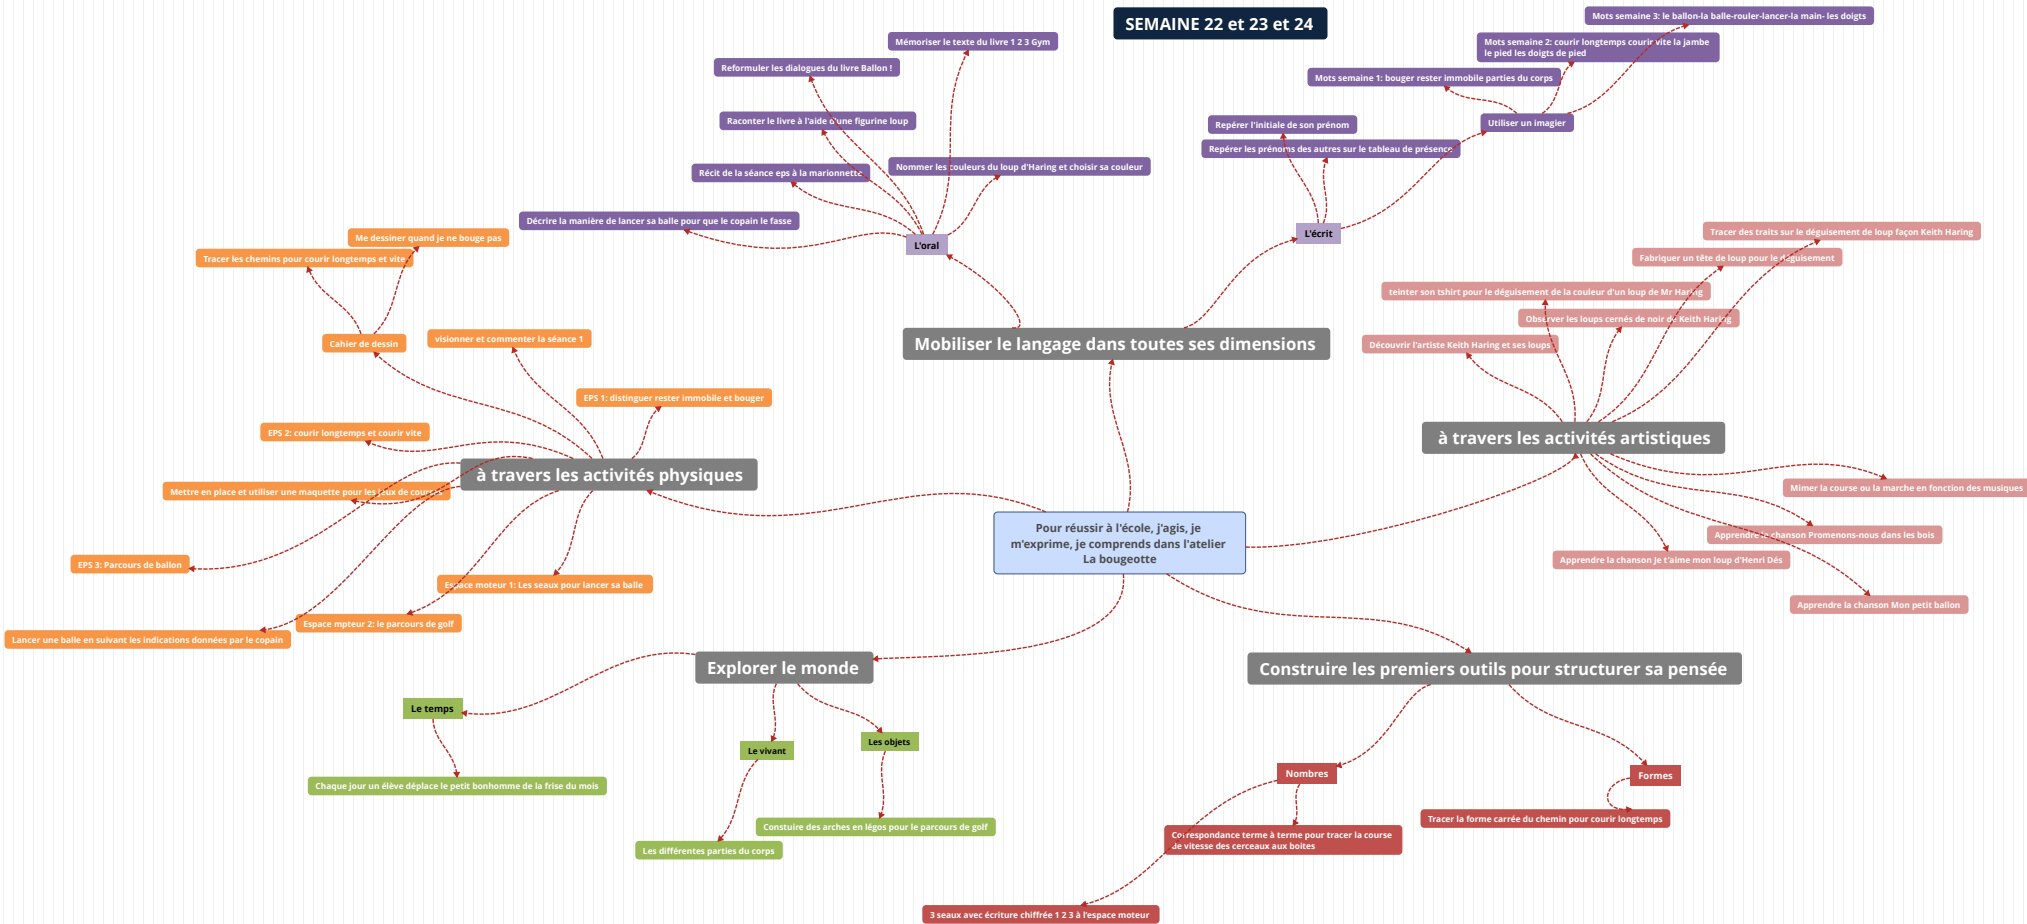 SEMAINE 22 et 23 et 24
Mots semaine 3: le ballon-la balle-rouler-lancer-la main- les doigts
Mémoriser le texte du livre 1 2 3 Gym
Mots semaine 2: courir longtemps courir vite la jambe
le pied les doigts de pied
Reformuler les dialogues du livre Ballon !
Mots semaine 1: bouger rester immobile parties du corps
Raconter le livre à l'aide d'une figurine loup
Repérer l'initiale de son prénom
Utiliser un imagier
Repérer les prénoms des autres sur le tableau de présence
Récit de la séance eps à la marionnette
Nommer les couleurs du loup d'Haring et choisir sa couleur
Décrire la manière de lancer sa balle pour que le copain le fasse
L'oral
L'écrit
Me dessiner quand je ne bouge pas
Tracer les chemins pour courir longtemps et vite
Tracer des traits sur le déguisement de loup façon Keith Haring
Fabriquer un tête de loup pour le déguisement
teinter son tshirt pour le déguisement de la couleur d'un loup de Mr Haring
Observer les loups cernés de noir de Keith Haring
Découvrir l'artiste Keith Haring et ses loups
Cahier de dessin
visionner et commenter la séance 1
Mobiliser le langage dans toutes ses dimensions
EPS 1: distinguer rester immobile et bouger
EPS 2: courir longtemps et courir vite
à travers les activités artistiques
à travers les activités physiques
Mettre en place et utiliser une maquette pour les jeux de courses
Mimer la course ou la marche en fonction des musiques
Pour réussir à l'école, j'agis, je
m'exprime, je comprends dans l'atelier
La bougeotte
Apprendre la chanson Promenons-nous dans les bois
Apprendre la chanson Je t'aime mon loup d'Henri Dés
Apprendre la chanson Mon petit ballon
EPS 3: Parcours de ballon
Espace moteur 1: Les seaux pour lancer sa balle
Espace mpteur 2: le parcours de golf
Lancer une balle en suivant les indications données par le copain
Explorer le monde
Construire les premiers outils pour structurer sa pensée
Le temps
Le vivant
Les objets
Nombres
Formes
Chaque jour un élève déplace le petit bonhomme de la frise du mois
Constuire des arches en légos pour le parcours de golf
Les différentes parties du corps
Tracer la forme carrée du chemin pour courir longtemps
Correspondance terme à terme pour tracer la course
de vitesse des cerceaux aux boites
3 seaux avec écriture chiffrée 1 2 3 à l'espace moteur